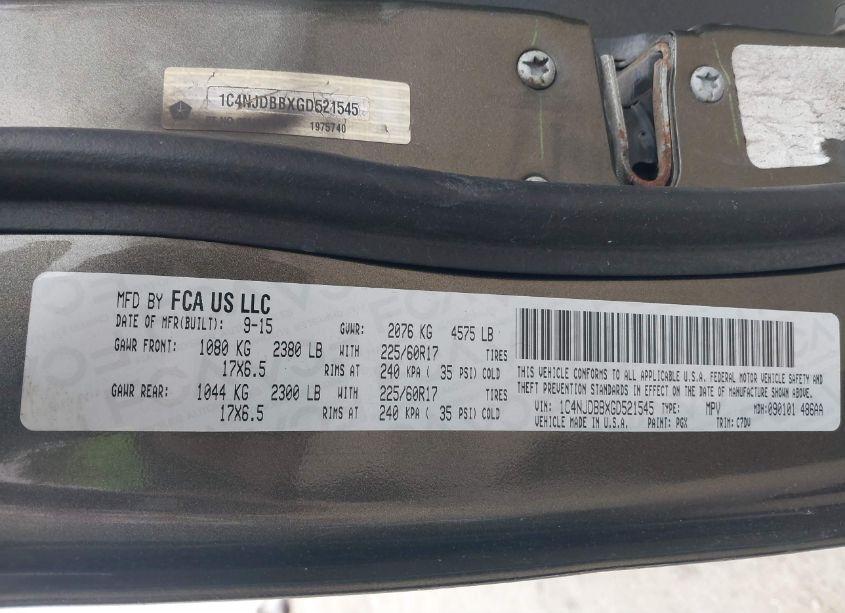 1C4NJDBBXGD521545
1975740
MFD BY FCA US LLC
DATE OF MFR(BUILT): 9-15 GVWR: 2076 KG 4575 LB
GAWR FRONT: 1080 KG 2380 LB WITH 225/60R17 TIRES
17X6.5 RIMS AT 240 KPA ( 35 PSI) COLD
GAWR REAR: 1044 KG 2300 LB WITH 225/60R17 TIRES
17X6.5 RIMS AT 240 KPA ( 35 PSI) COLD
THIS VEHICLE CONFORMS TO ALL APPLICABLE U.S.A. FEDERAL MOTOR VEHICLE SAFETY AND
THEFT PREVENTION STANDARDS IN EFFECT ON THE DATE OF MANUFACTURE SHOWN ABOVE.
VIN: 1C4NJDBBXGD521545 TYPE: MPV MDH:090101 486AA
VEHICLE MADE IN U.S.A. PAINT: PGX TRIM: C7DV